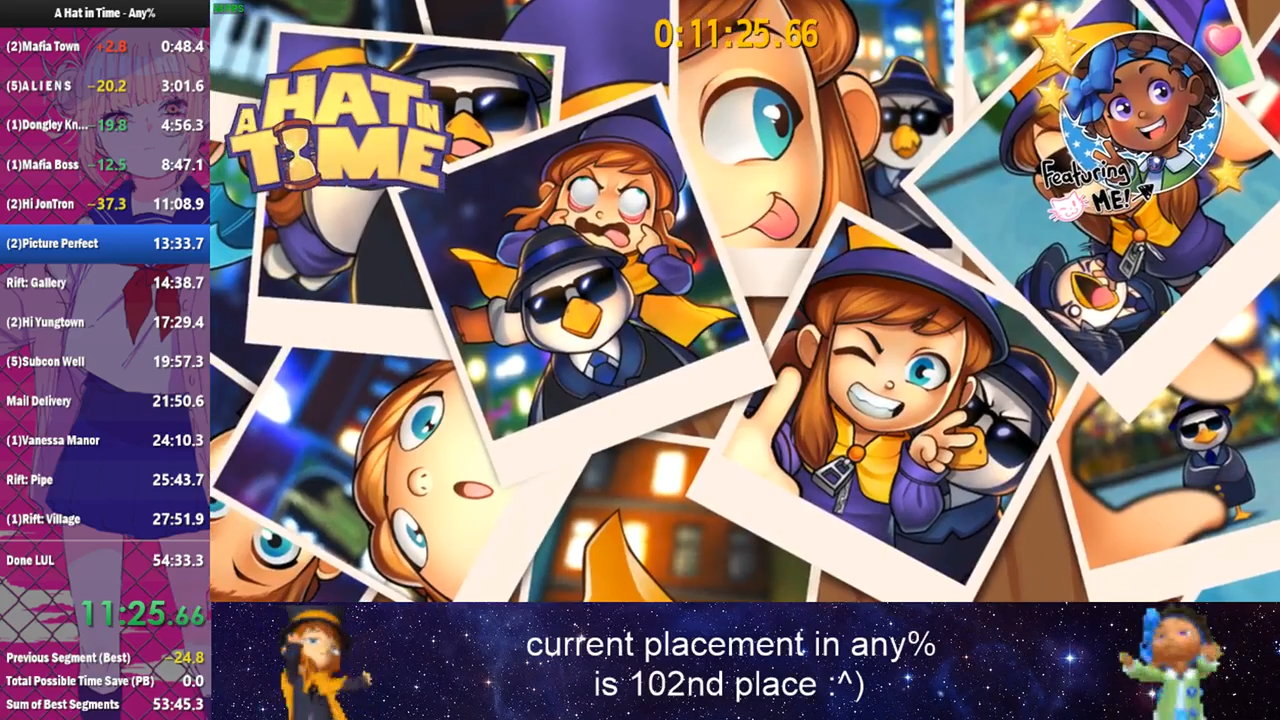 A Hat in Time - Any%
(2)Mafia Town +2.8 0:48.4
(5)A L I E N S −20.2 3:01.6
(1)Dongley Kn... −19.8 4:56.3
(1)Mafia Boss −12.5 8:47.1
(2)Hi JonTron −37.3 11:08.9
(2)Picture Perfect 13:33.7
Rift: Gallery 14:38.7
(2)Hi Yungtown 17:29.4
(5)Subcon Well 19:57.3
Mail Delivery 21:50.6
(1)Vanessa Manor 24:10.3
Rift: Pipe 25:43.7
(1)Rift: Village 27:51.9
Done LUL 54:33.3
11:25.66
Previous Segment (Best) −24.8
Total Possible Time Save (PB) 0.0
Sum of Best Segments 53:45.3
0:11:25.66
A HAT IN TIME
Featuring
ME!
current placement in any%
is 102nd place :^)